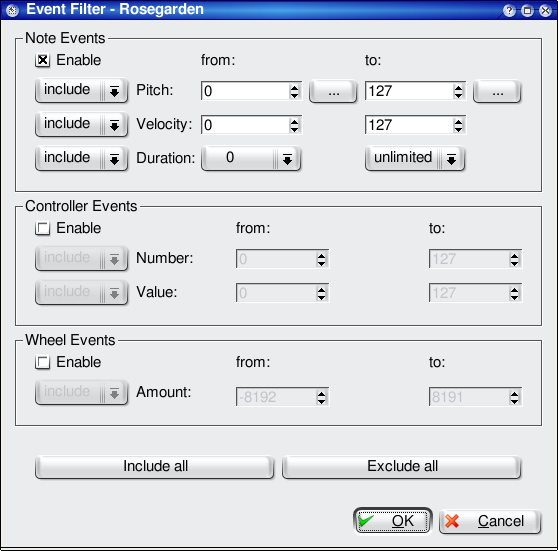 Event Filter - Rosegarden
Note Events
Enable from: to:
include Pitch: 0 ... 127 ...
include Velocity: 0 127
include Duration: 0 unlimited
Controller Events
Enable from: to:
include Number: 0 127
include Value: 0 127
Wheel Events
Enable from: to:
include Amount: -8192 8191
Include all Exclude all
OK Cancel